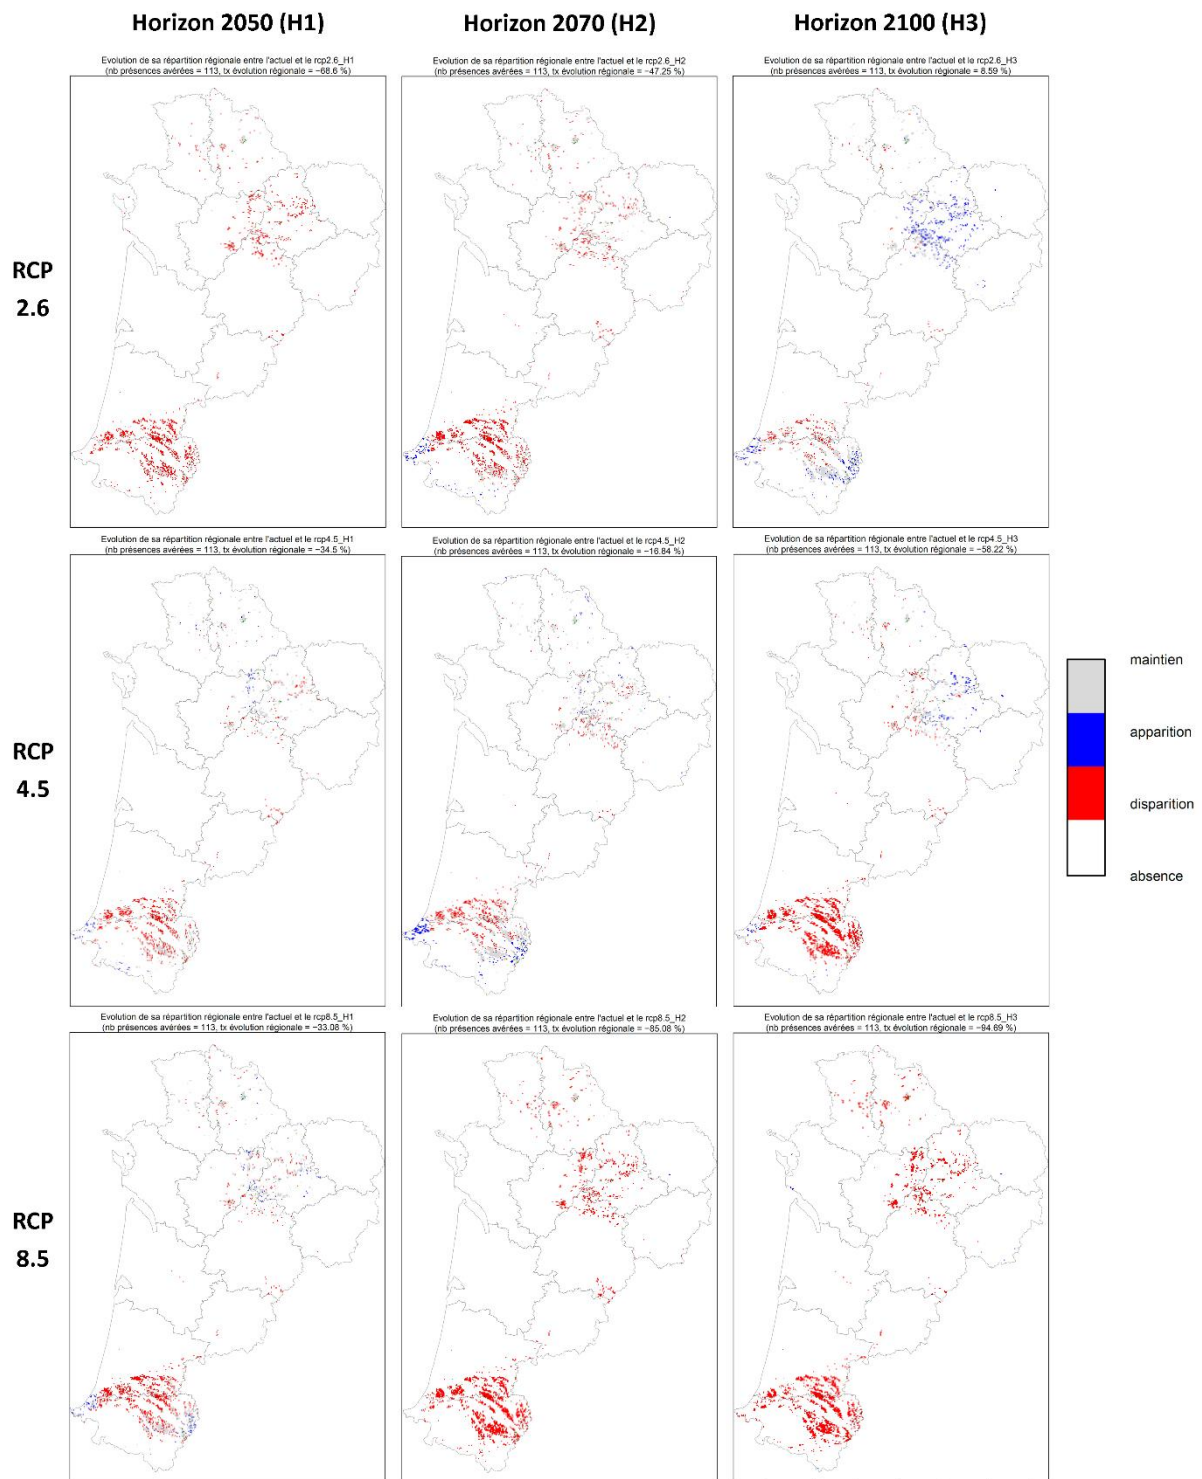 Horizon 2050 (H1)
Horizon 2070 (H2)
Horizon 2100 (H3)
Evolution de sa répartition régionale entre l'actuel et le rcp2.6_H1
(nb présences avérées = 113, tx évolution régionale = −68.6 %)
Evolution de sa répartition régionale entre l'actuel et le rcp2.6_H2
(nb présences avérées = 113, tx évolution régionale = −47.25 %)
Evolution de sa répartition régionale entre l'actuel et le rcp2.6_H3
(nb présences avérées = 113, tx évolution régionale = 8.59 %)
RCP
2.6
Evolution de sa répartition régionale entre l'actuel et le rcp4.5_H1
(nb présences avérées = 113, tx évolution régionale = −34.5 %)
Evolution de sa répartition régionale entre l'actuel et le rcp4.5_H2
(nb présences avérées = 113, tx évolution régionale = −16.84 %)
Evolution de sa répartition régionale entre l'actuel et le rcp4.5_H3
(nb présences avérées = 113, tx évolution régionale = −58.22 %)
RCP
4.5
maintien
apparition
disparition
absence
Evolution de sa répartition régionale entre l'actuel et le rcp8.5_H1
(nb présences avérées = 113, tx évolution régionale = −33.08 %)
Evolution de sa répartition régionale entre l'actuel et le rcp8.5_H2
(nb présences avérées = 113, tx évolution régionale = −85.08 %)
Evolution de sa répartition régionale entre l'actuel et le rcp8.5_H3
(nb présences avérées = 113, tx évolution régionale = −94.69 %)
RCP
8.5